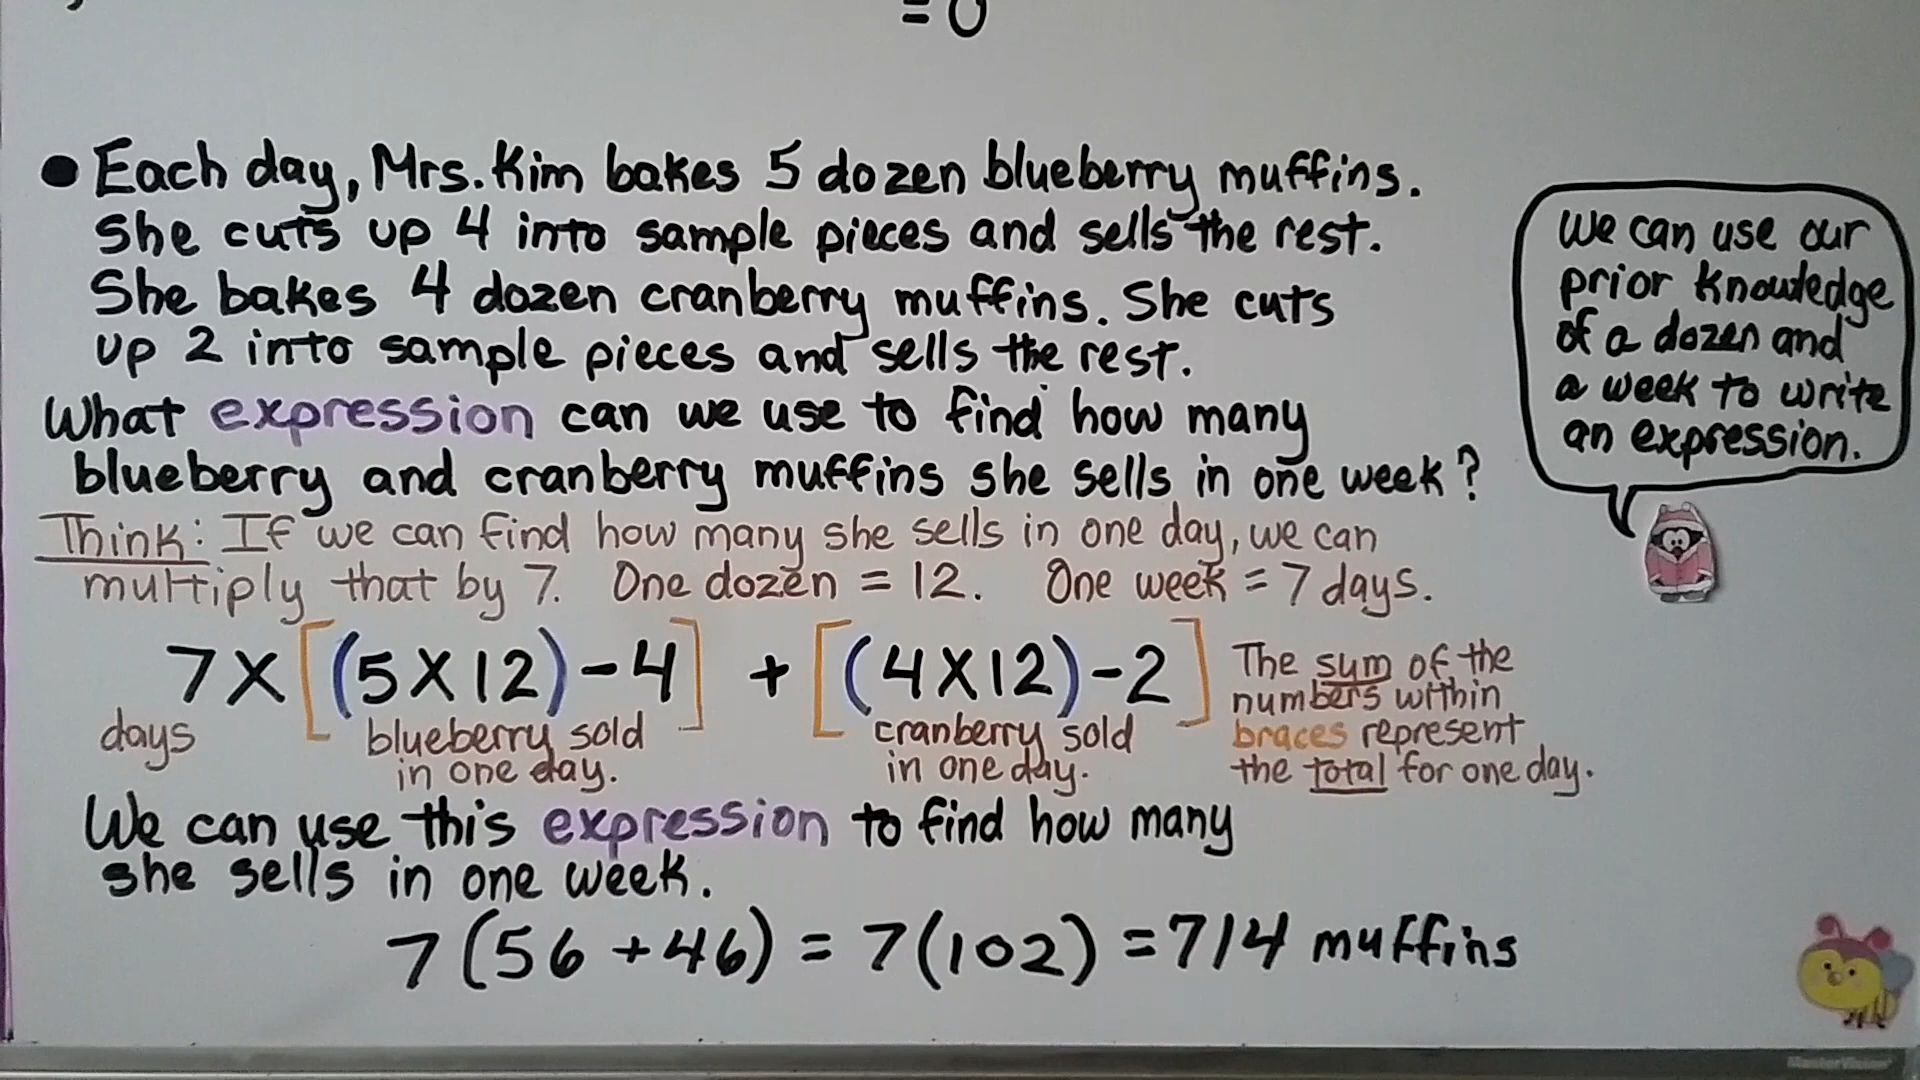 = 0
• Each day, Mrs. Kim bakes 5 dozen blueberry muffins.
She cuts up 4 into sample pieces and sells the rest.
She bakes 4 dozen cranberry muffins. She cuts
up 2 into sample pieces and sells the rest.
What expression can we use to find how many
blueberry and cranberry muffins she sells in one week?
We can use our
prior knowledge
of a dozen and
a week to write
an expression.
Think: If we can find how many she sells in one day, we can
multiply that by 7. One dozen = 12. One week = 7 days.
7 X [(5 X 12) - 4] + [(4 X 12) - 2]
days
blueberry sold
in one day.
cranberry sold
in one day.
The sum of the
numbers within
braces represent
the total for one day.
We can use this expression to find how many
she sells in one week.
7 (56 + 46) = 7 (102) = 714 muffins